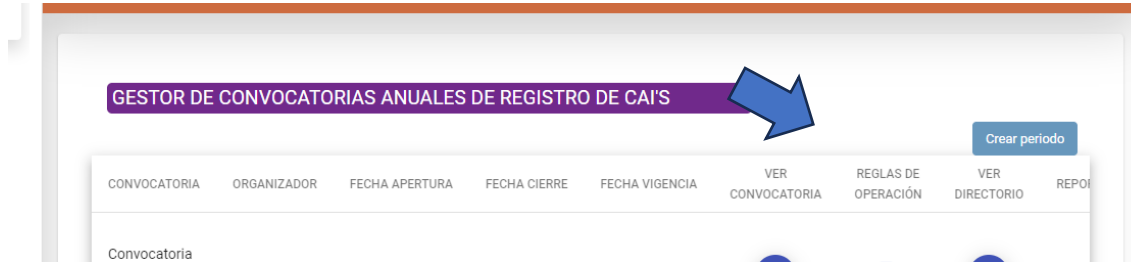 GESTOR DE CONVOCATORIAS ANUALES DE REGISTRO DE CAI'S
Crear periodo
CONVOCATORIA ORGANIZADOR FECHA APERTURA FECHA CIERRE FECHA VIGENCIA VER CONVOCATORIA REGLAS DE OPERACIÓN VER DIRECTORIO
Convocatoria